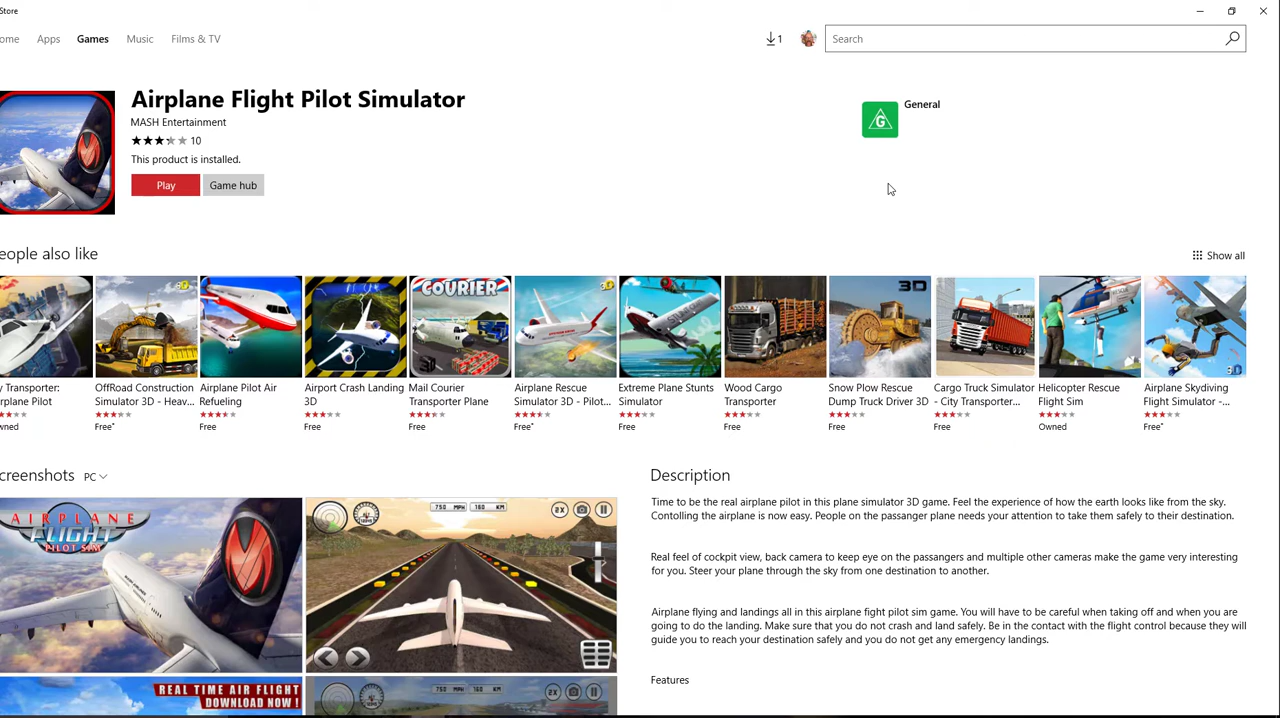 Store
ome Apps Games Music Films & TV 1 Search
Airplane Flight Pilot Simulator
MASH Entertainment
10
This product is installed.
Play Game hub
G General
eople also like Show all
COURIER
3D
y Transporter: OffRoad Construction Airplane Pilot Air Airport Crash Landing Mail Courier Airplane Rescue Extreme Plane Stunts Wood Cargo Snow Plow Rescue Cargo Truck Simulator Helicopter Rescue Airplane Skydiving
rplane Pilot Simulator 3D - Heav... Refueling 3D Transporter Plane Simulator 3D - Pilot... Simulator Transporter Dump Truck Driver 3D - City Transporter... Flight Sim Flight Simulator -...
wned Free* Free Free Free Free* Free Free Free Free Owned Free*
creenshots PC
Description
AIRPLANE
FLIGHT
PILOT SIM
750 MPH 160 KM 2X
Time to be the real airplane pilot in this plane simulator 3D game. Feel the experience of how the earth looks like from the sky.
Contolling the airplane is now easy. People on the passanger plane needs your attention to take them safely to their destination.
Real feel of cockpit view, back camera to keep eye on the passengers and multiple other cameras make the game very interesting
for you. Steer your plane through the sky from one destination to another.
Airplane flying and landings all in this airplane fight pilot sim game. You will have to be careful when taking off and when you are
going to do the landing. Make sure that you do not crash and land safely. Be in the contact with the flight control because they will
guide you to reach your destination safely and you do not get any emergency landings.
Features
REAL TIME AIR FLIGHT
DOWNLOAD NOW!
750 MPH 160 KM 2X